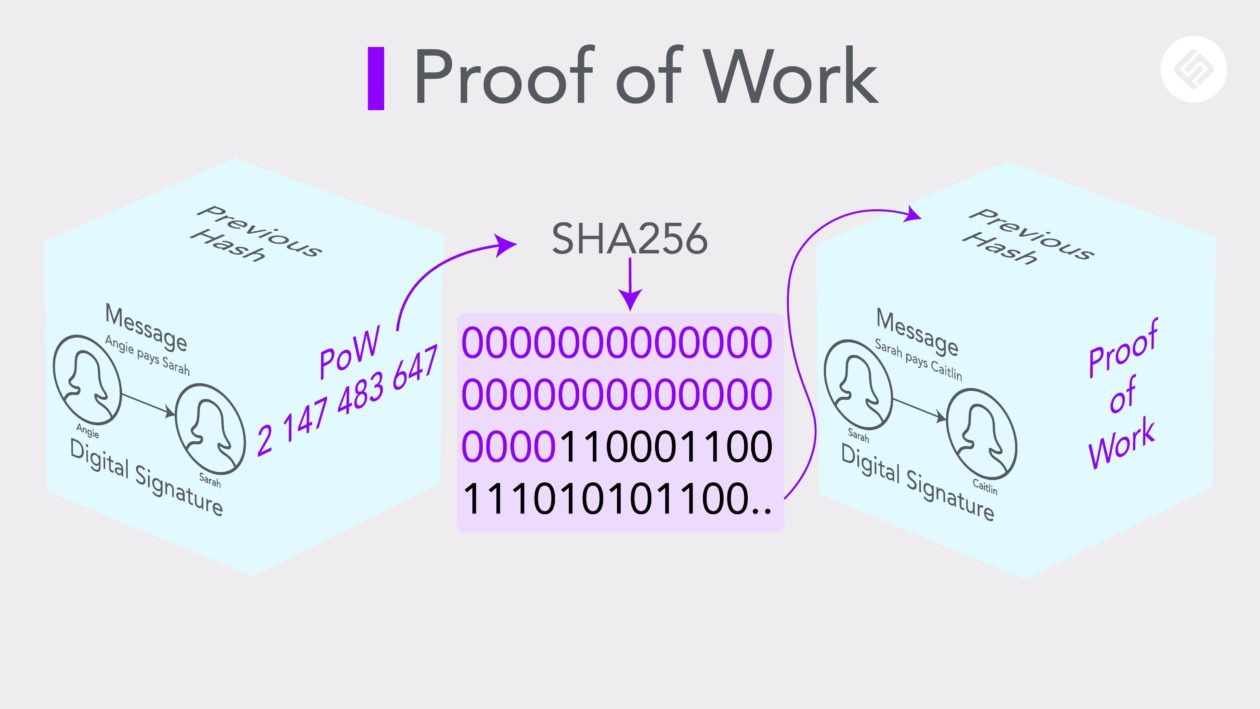 Proof of Work
Previous
Hash
Message
Angie pays Sarah
Angie
Sarah
Digital Signature
PoW
2 147 483 647
SHA256
0000000000000
0000000000000
0000110001100
111010101100..
Previous
Hash
Message
Sarah pays Caitlin
Sarah
Caitlin
Digital Signature
Proof
of
Work